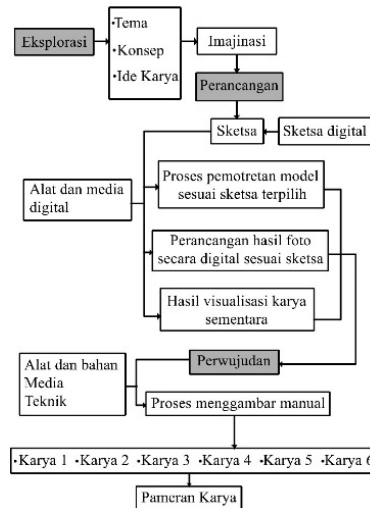 Eksplorasi
•Tema
•Konsep
•Ide Karya
Imajinasi
Perancangan
Sketsa
Sketsa digital
Alat dan media
digital
Proses pemotretan model
sesuai sketsa terpilih
Perancangan hasil foto
secara digital sesuai sketsa
Hasil visualisasi karya
sementara
Perwujudan
Alat dan bahan
Media
Teknik
Proses menggambar manual
•Karya 1 •Karya 2 •Karya 3 •Karya 4 •Karya 5 •Karya 6
Pameran Karya